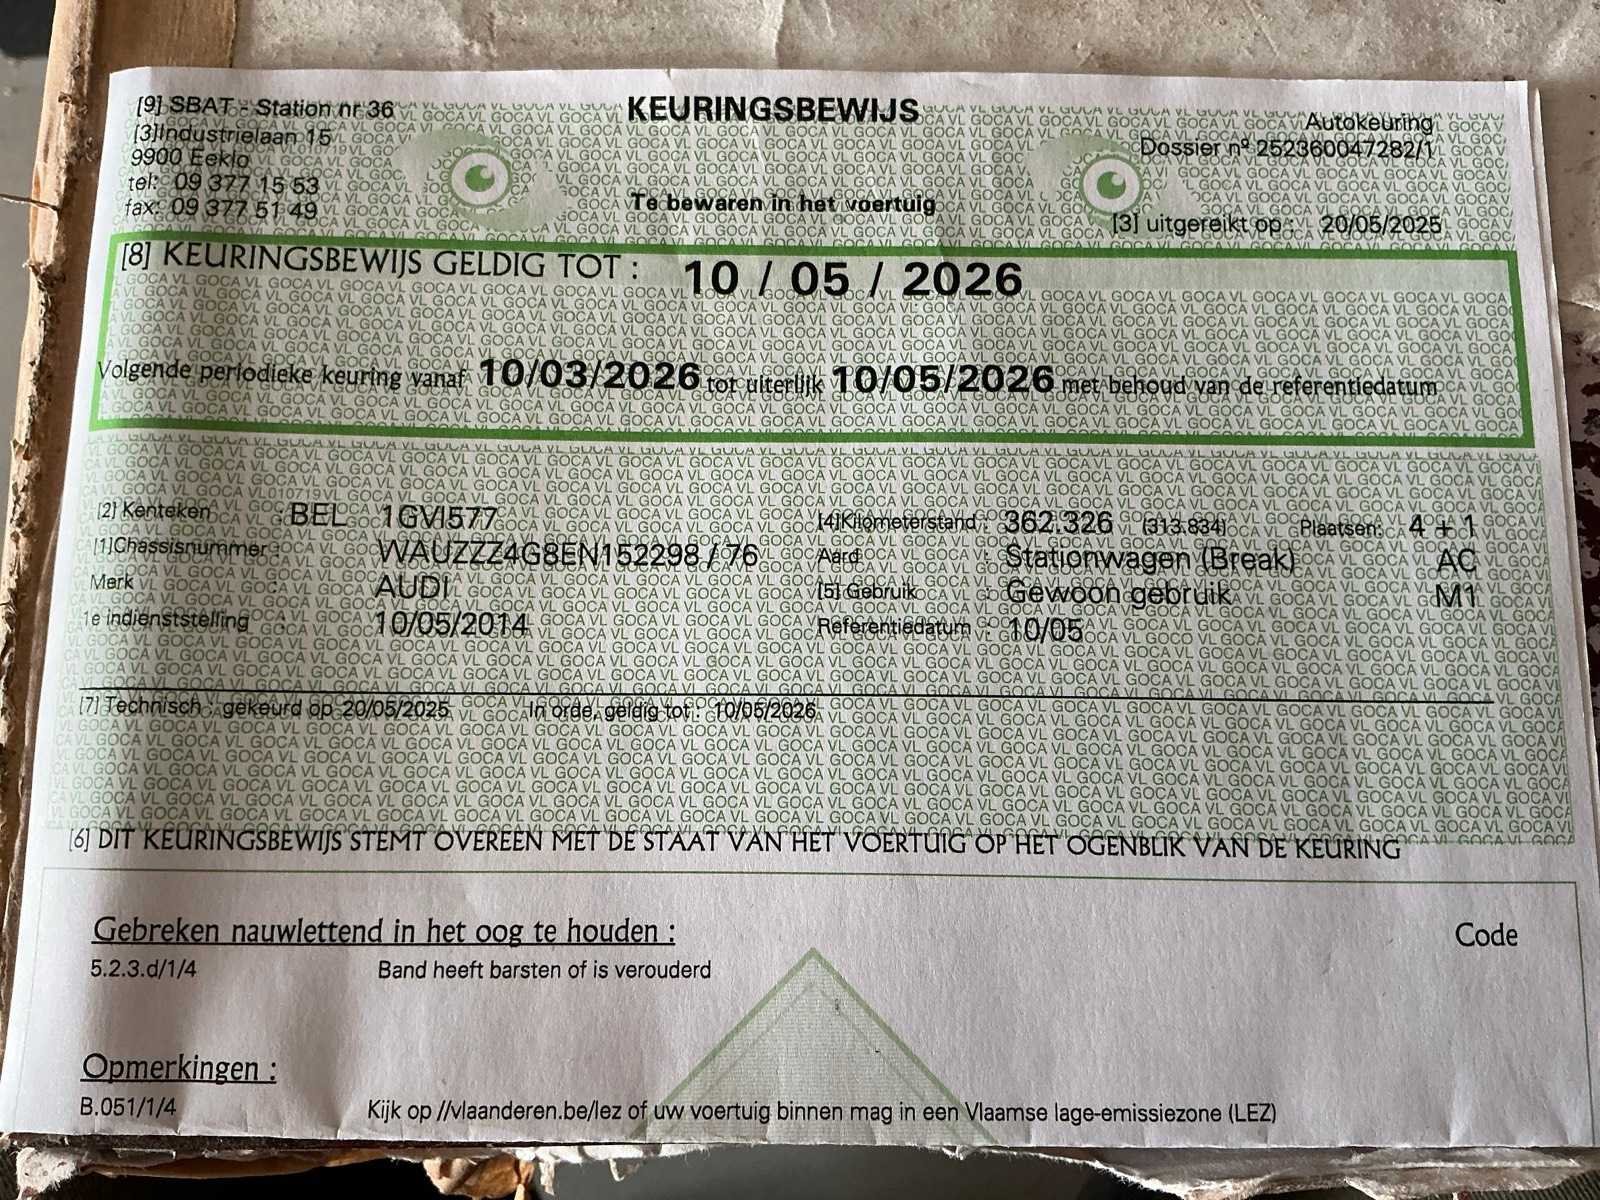 [9] SBAT - Station nr 36
KEURINGSBEWIJS
Autokeuring
[3]Industrielaan 15
Dossier nº 252360047282/1
9900 Eeklo
tel: 09 377 15 53
Te bewaren in het voertuig
fax: 09 377 51 49
[3] uitgereikt op : 20/05/2025
[8] KEURINGSBEWIJS GELDIG TOT : 10 / 05 / 2026
Volgende periodieke keuring vanaf 10/03/2026 tot uiterlijk 10/05/2026 met behoud van de referentiedatum
[2] Kenteken : BEL 1GVI577
[4]Kilometerstand : 362.326 (313.834) Plaatsen: 4 + 1
[1]Chassisnummer : WAUZZZ4G8EN152298 / 76
Aard : Stationwagen (Break) AC
Merk : AUDI
[5] Gebruik : Gewoon gebruik M1
1e indienststelling : 10/05/2014
Referentiedatum : 10/05
[7] Technisch : gekeurd op 20/05/2025 In orde, geldig tot : 10/05/2026
[6] DIT KEURINGSBEWIJS STEMT OVEREEN MET DE STAAT VAN HET VOERTUIG OP HET OGENBLIK VAN DE KEURING
Gebreken nauwlettend in het oog te houden : Code
5.2.3.d/1/4 Band heeft barsten of is verouderd
Opmerkingen :
B.051/1/4 Kijk op //vlaanderen.be/lez of uw voertuig binnen mag in een Vlaamse lage-emissiezone (LEZ)